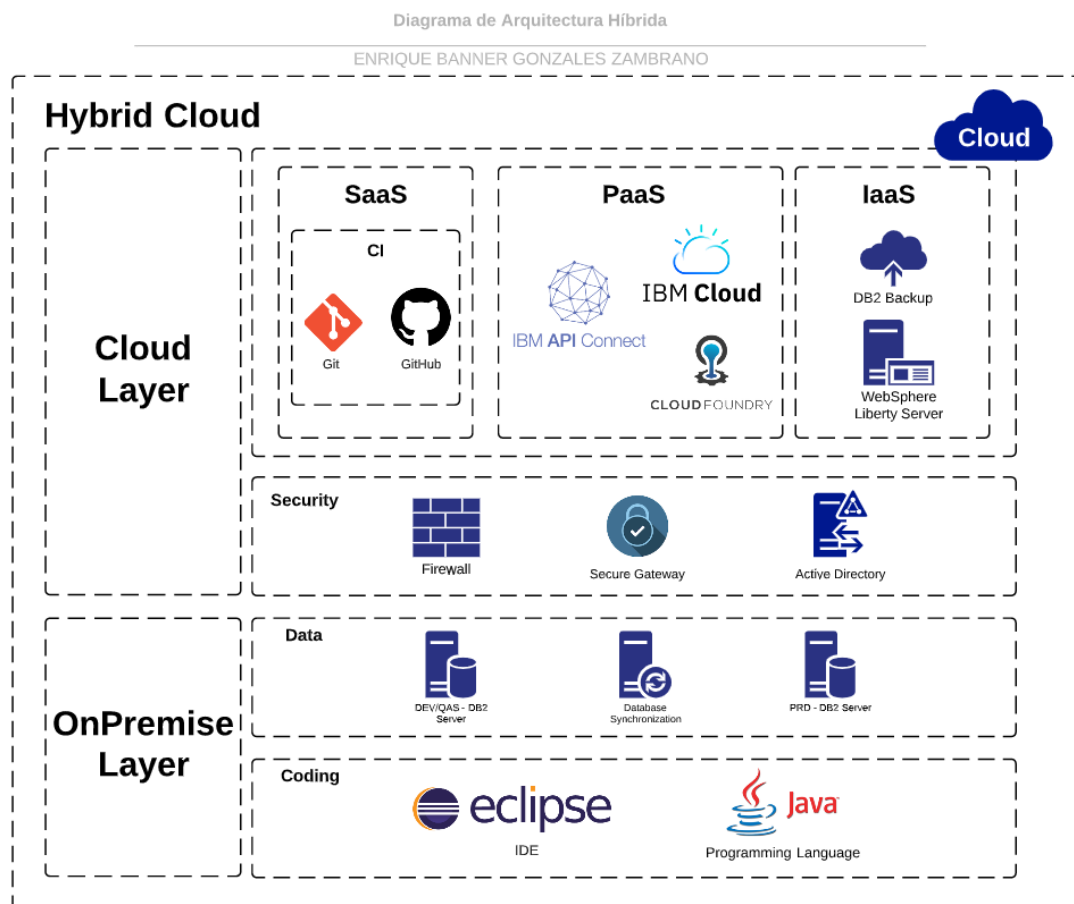 Diagrama de Arquitectura Híbrida
ENRIQUE BANNER GONZALES ZAMBRANO
Hybrid Cloud
Cloud
Cloud
Layer
SaaS
CI
Git
GitHub
PaaS
IBM API Connect
IBM Cloud
CLOUDFOUNDRY
IaaS
DB2 Backup
WebSphere
Liberty Server
Security
Firewall
Secure Gateway
Active Directory
OnPremise
Layer
Data
DEV/QAS - DB2
Server
Database
Synchronization
PRD - DB2 Server
Coding
eclipse
IDE
Java
Programming Language